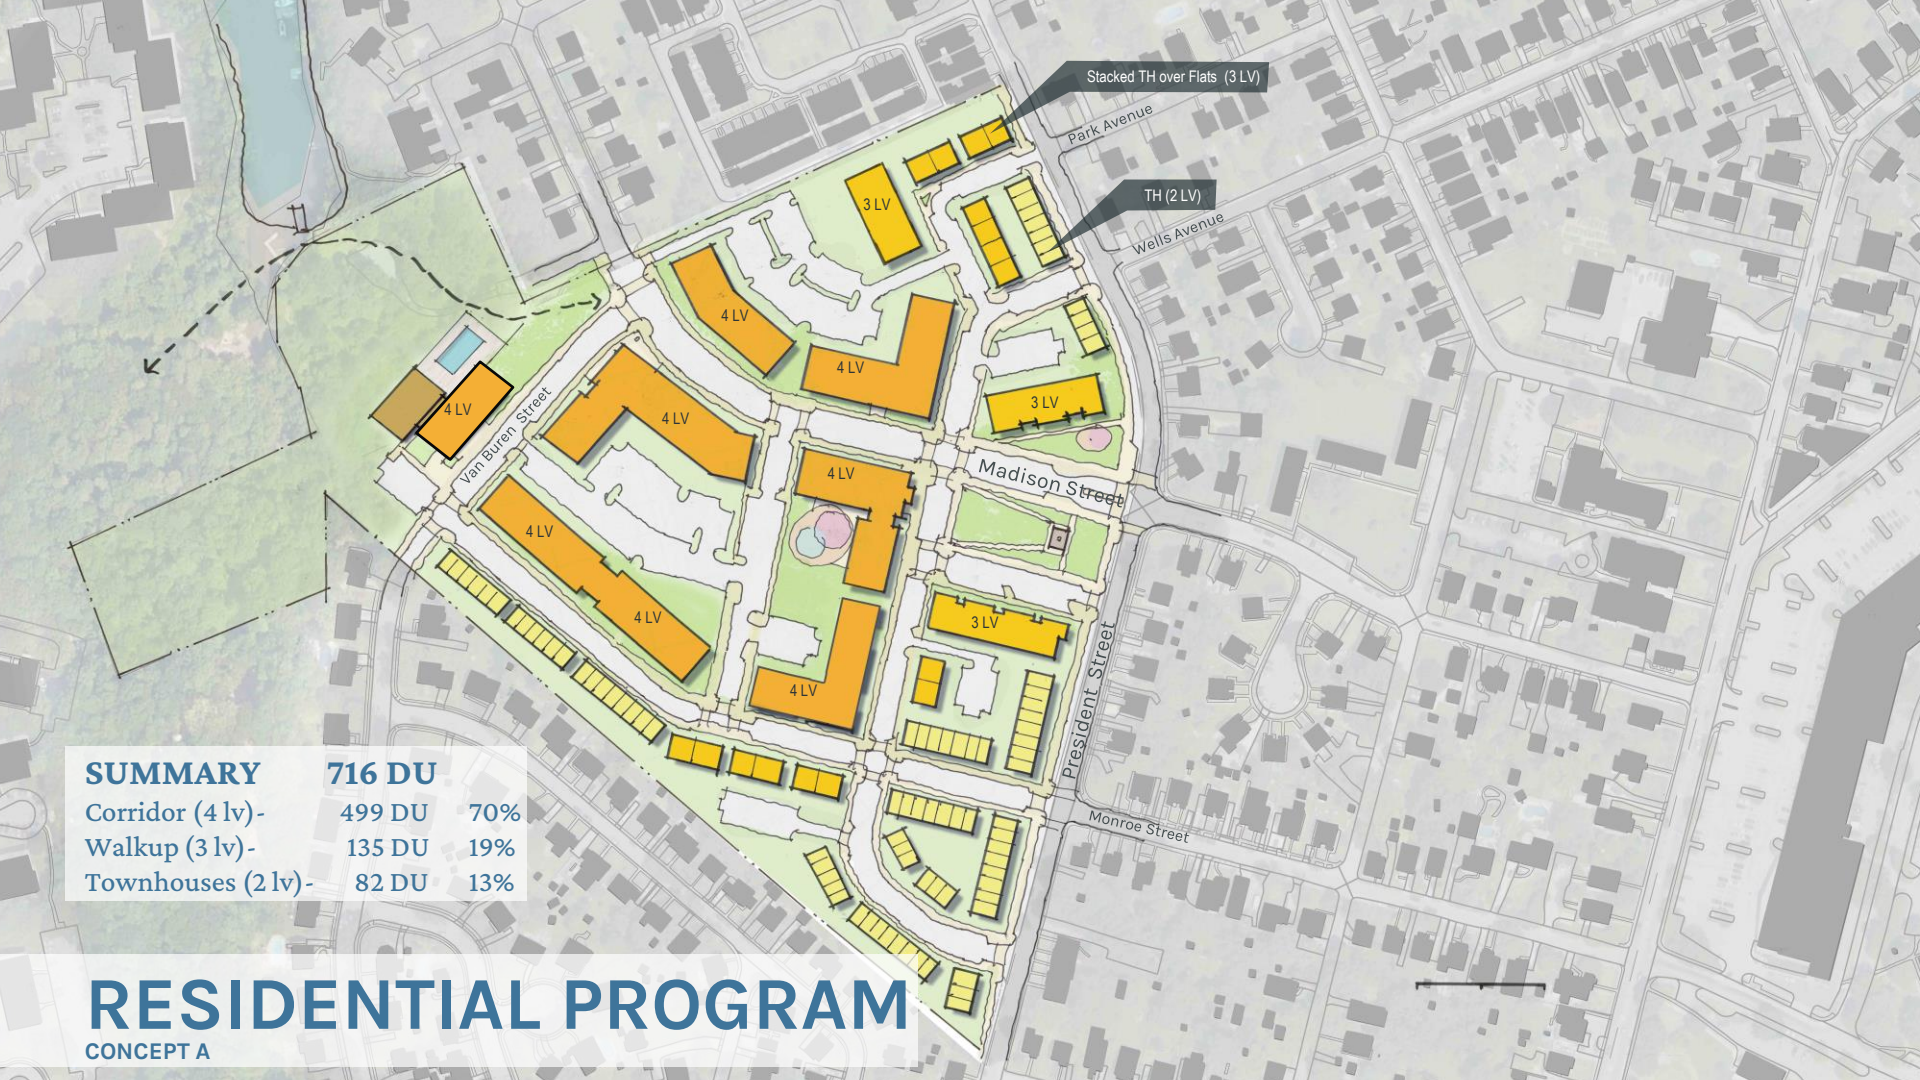 Stacked TH over Flats (3 LV)
Park Avenue
TH (2 LV)
3 LV
Wells Avenue
4 LV
4 LV
3 LV
4 LV
4 LV
Van Buren Street
4 LV
Madison Street
4 LV
4 LV
3 LV
4 LV
President Street
Monroe Street
SUMMARY 716 DU
Corridor (4 lv)- 499 DU 70%
Walkup (3 lv)- 135 DU 19%
Townhouses (2 lv)- 82 DU 13%
RESIDENTIAL PROGRAM
CONCEPT A